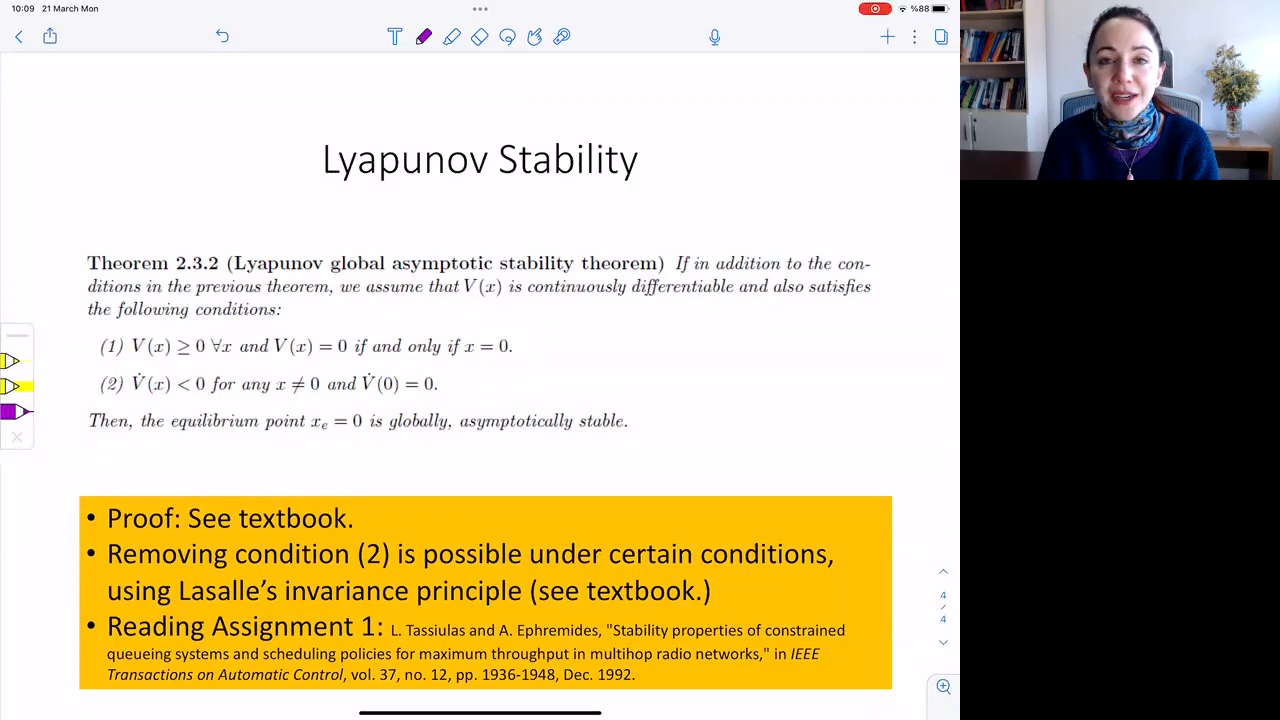 10:09 21 March Mon
%88
Lyapunov Stability
Theorem 2.3.2 (Lyapunov global asymptotic stability theorem) If in addition to the con-
ditions in the previous theorem, we assume that V(x) is continuously differentiable and also satisfies
the following conditions:
(1) V(x) ≥ 0 ∀x and V(x) = 0 if and only if x = 0.
(2) V̇(x) < 0 for any x ≠ 0 and V̇(0) = 0.
Then, the equilibrium point xₑ = 0 is globally, asymptotically stable.
• Proof: See textbook.
• Removing condition (2) is possible under certain conditions,
using Lasalle’s invariance principle (see textbook.)
• Reading Assignment 1: L. Tassiulas and A. Ephremides, "Stability properties of constrained
queueing systems and scheduling policies for maximum throughput in multihop radio networks," in IEEE
Transactions on Automatic Control, vol. 37, no. 12, pp. 1936-1948, Dec. 1992.
4
/
4